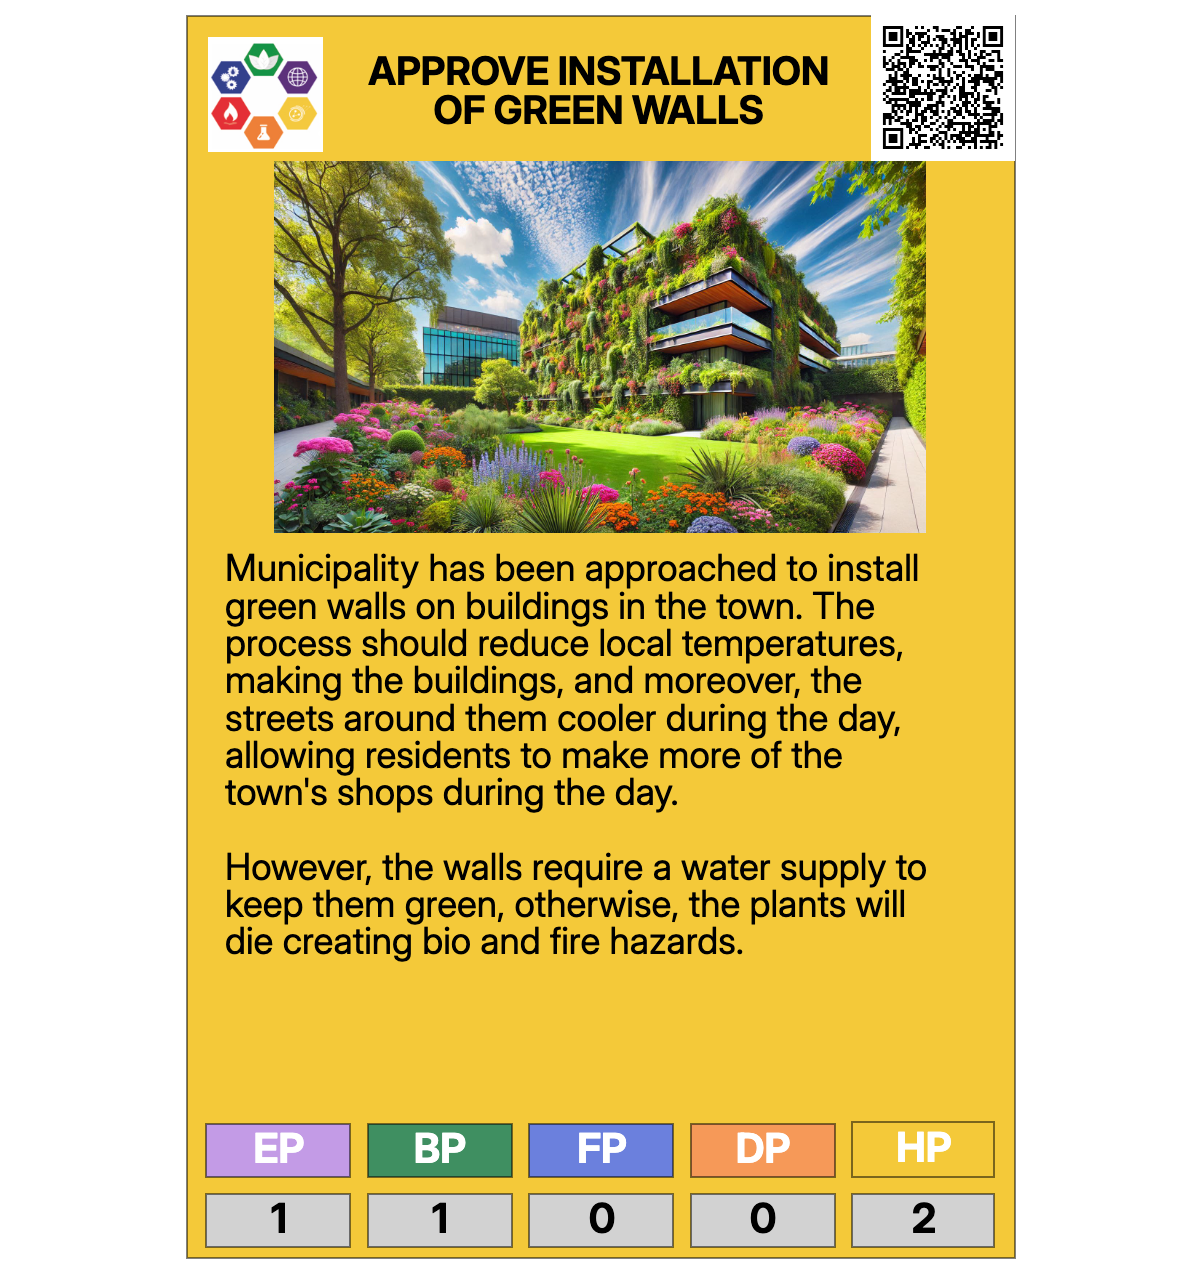 APPROVE INSTALLATION
OF GREEN WALLS
Municipality has been approached to install
green walls on buildings in the town. The
process should reduce local temperatures,
making the buildings, and moreover, the
streets around them cooler during the day,
allowing residents to make more of the
town's shops during the day.
However, the walls require a water supply to
keep them green, otherwise, the plants will
die creating bio and fire hazards.
EP BP FP DP HP
1 1 0 0 2